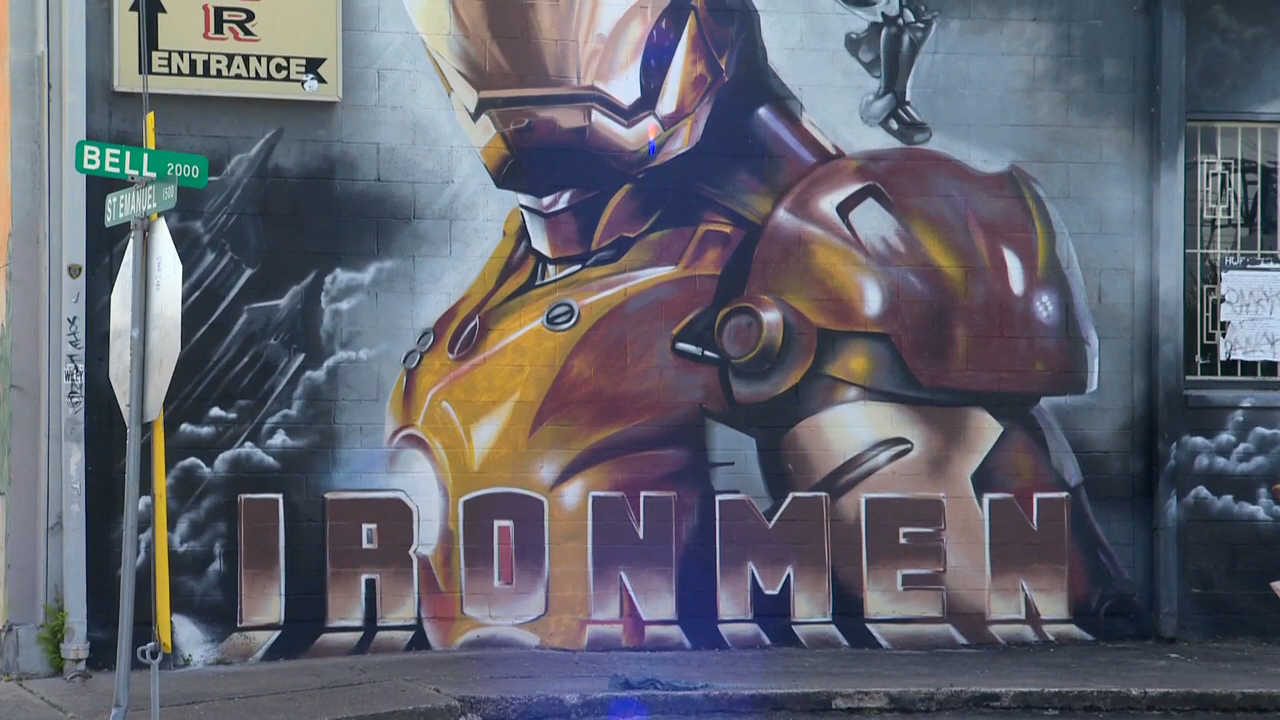 R
ENTRANCE
BELL 2000
ST EMANUEL 1500
IRONMEN